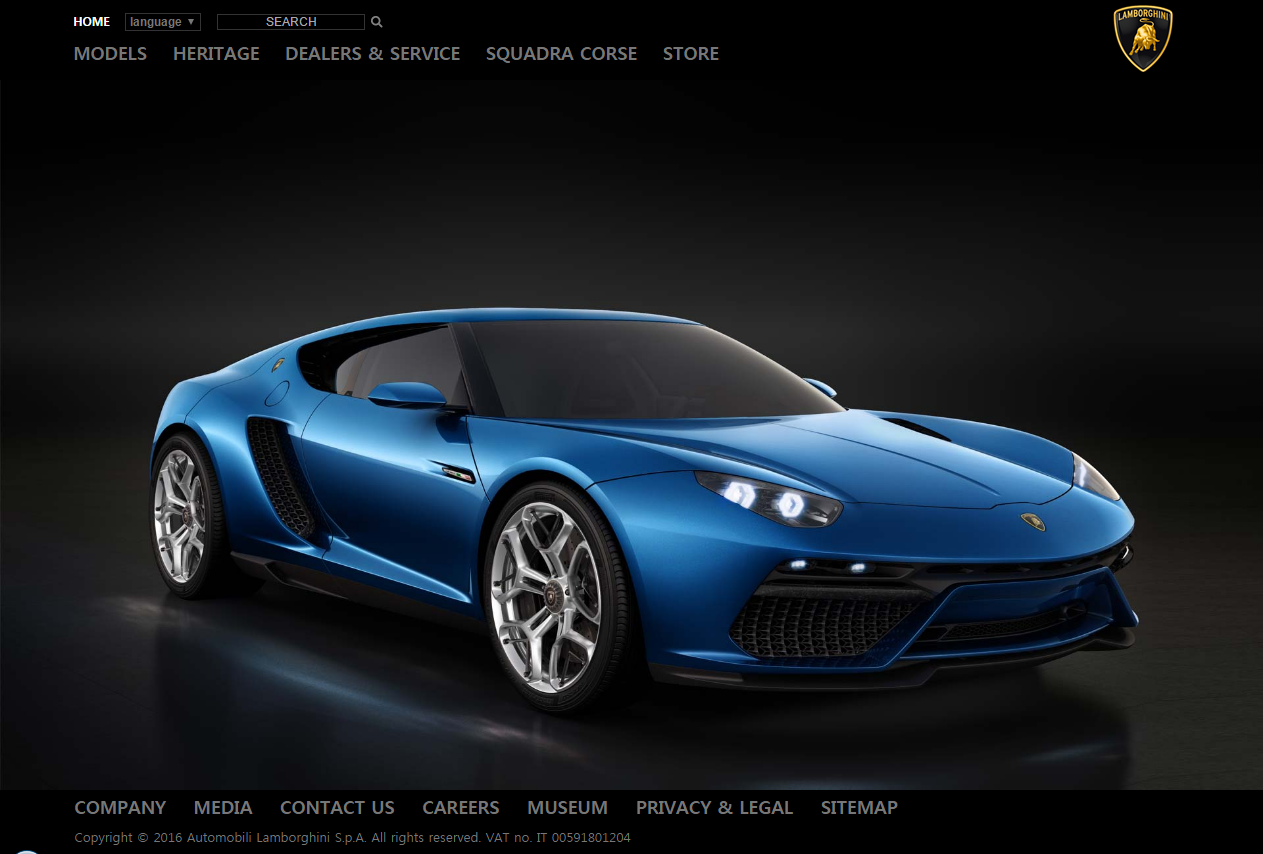 HOME language ▼ SEARCH
MODELS HERITAGE DEALERS & SERVICE SQUADRA CORSE STORE
LAMBORGHINI
COMPANY MEDIA CONTACT US CAREERS MUSEUM PRIVACY & LEGAL SITEMAP
Copyright © 2016 Automobili Lamborghini S.p.A. All rights reserved. VAT no. IT 00591801204